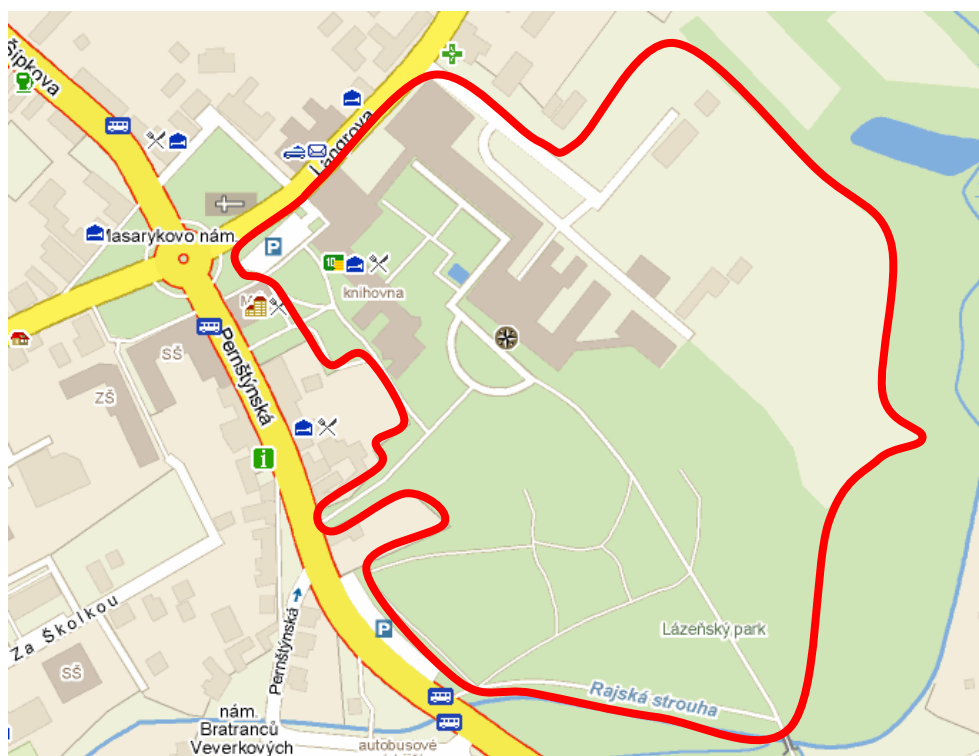 Šípkova
Langrova
Masarykovo nám.
P
10
knihovna
SŠ
Pernštýnská
ZŠ
i
Za Školkou
Pernštýnská
P
SŠ
Lázeňský park
Rajská strouha
nám.
Bratranců
Veverkových
autobusové